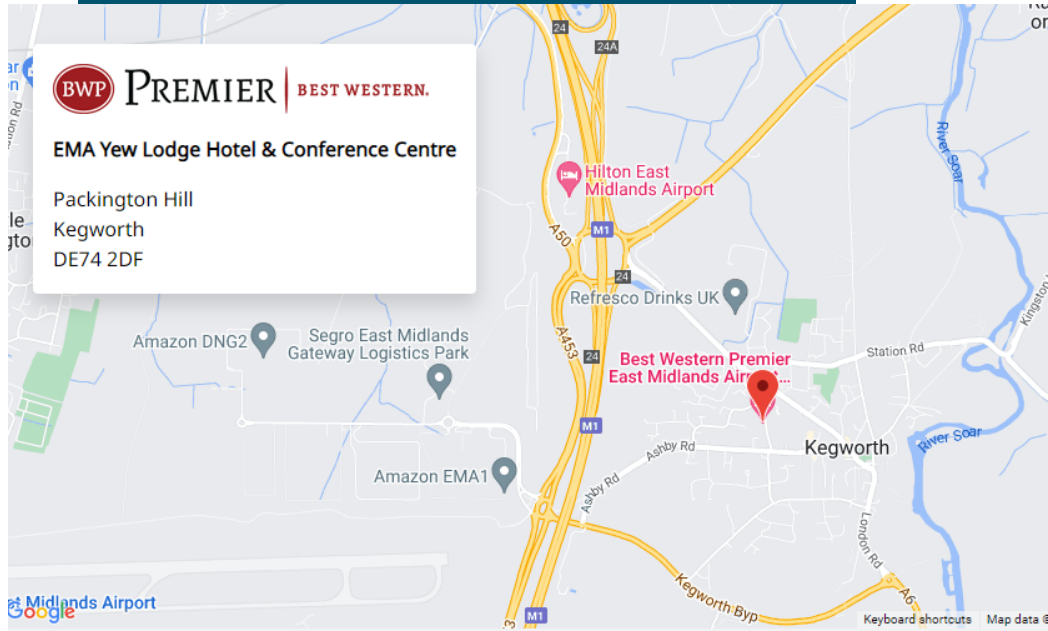 BWP PREMIER BEST WESTERN.
EMA Yew Lodge Hotel & Conference Centre
Packington Hill
Kegworth
DE74 2DF
24
24A
River Soar
Hilton East
Midlands Airport
A50
M1
24
Refresco Drinks UK
Kingston
Amazon DNG2
Segro East Midlands
Gateway Logistics Park
A453
24
Station Rd
Best Western Premier
East Midlands
M1
Ashby Rd
Kegworth
River Soar
Amazon EMA1
Ashby Rd
London Rd
Kegworth Byp
A6
Midlands Airport
Google
M1
Keyboard shortcuts
Map data ©